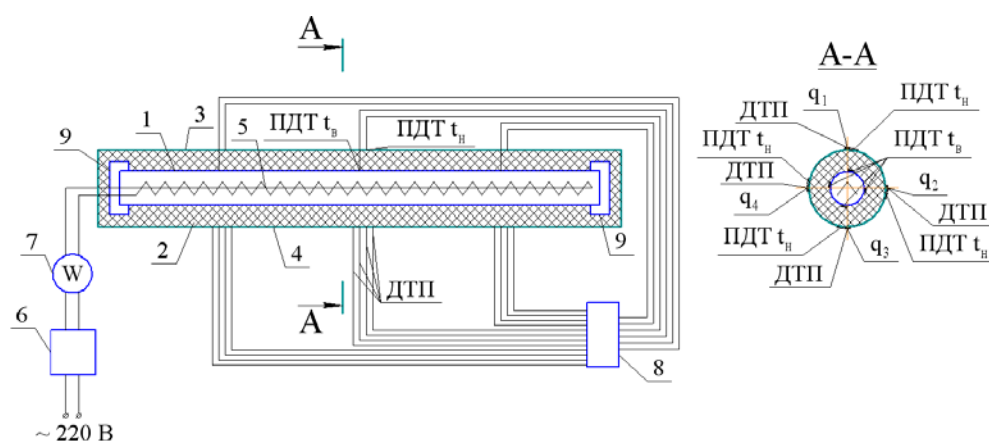 А
А-А
1
3
5
ПДТ tв
ПДТ tн
9
7
W
6
2
4
ДТП
9
А
8
~ 220 В
q1
ПДТ tн
ДТП
ПДТ tн
ПДТ tв
ДТП
q4
q2
ДТП
ПДТ tн
q3
ПДТ tн
ДТП